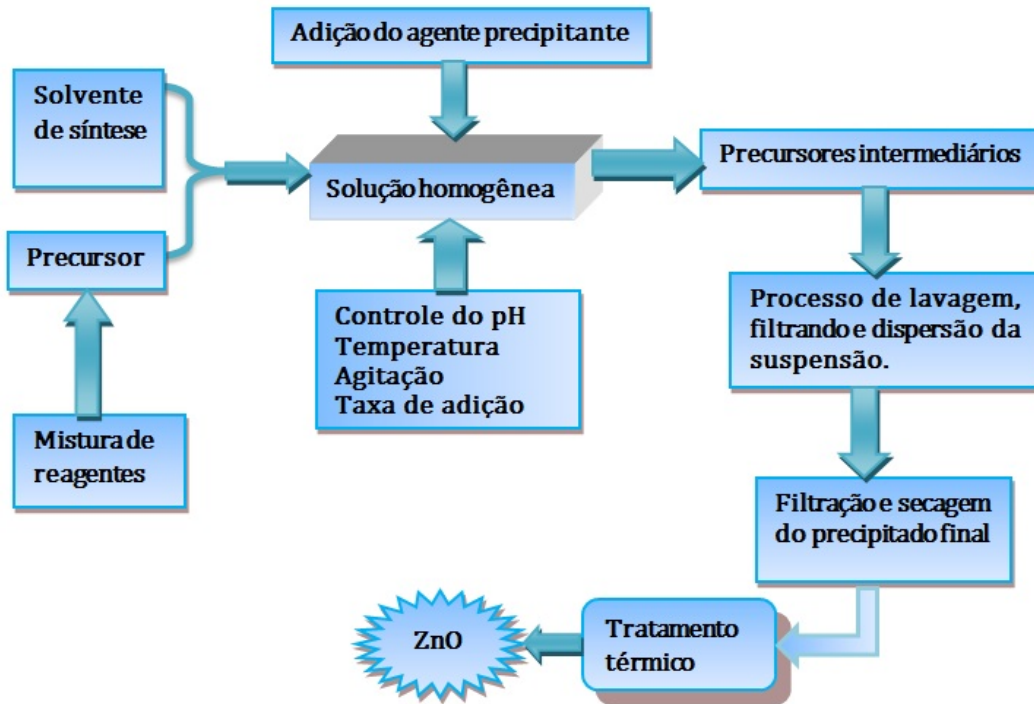 Adição do agente precipitante
Solvente
de síntese
Solução homogênea
Precursores intermediários
Precursor
Controle do pH
Temperatura
Agitação
Taxa de adição
Processo de lavagem,
filtrando e dispersão da
suspensão.
Mistura de
reagentes
Filtração e secagem
do precipitado final
Tratamento
térmico
ZnO